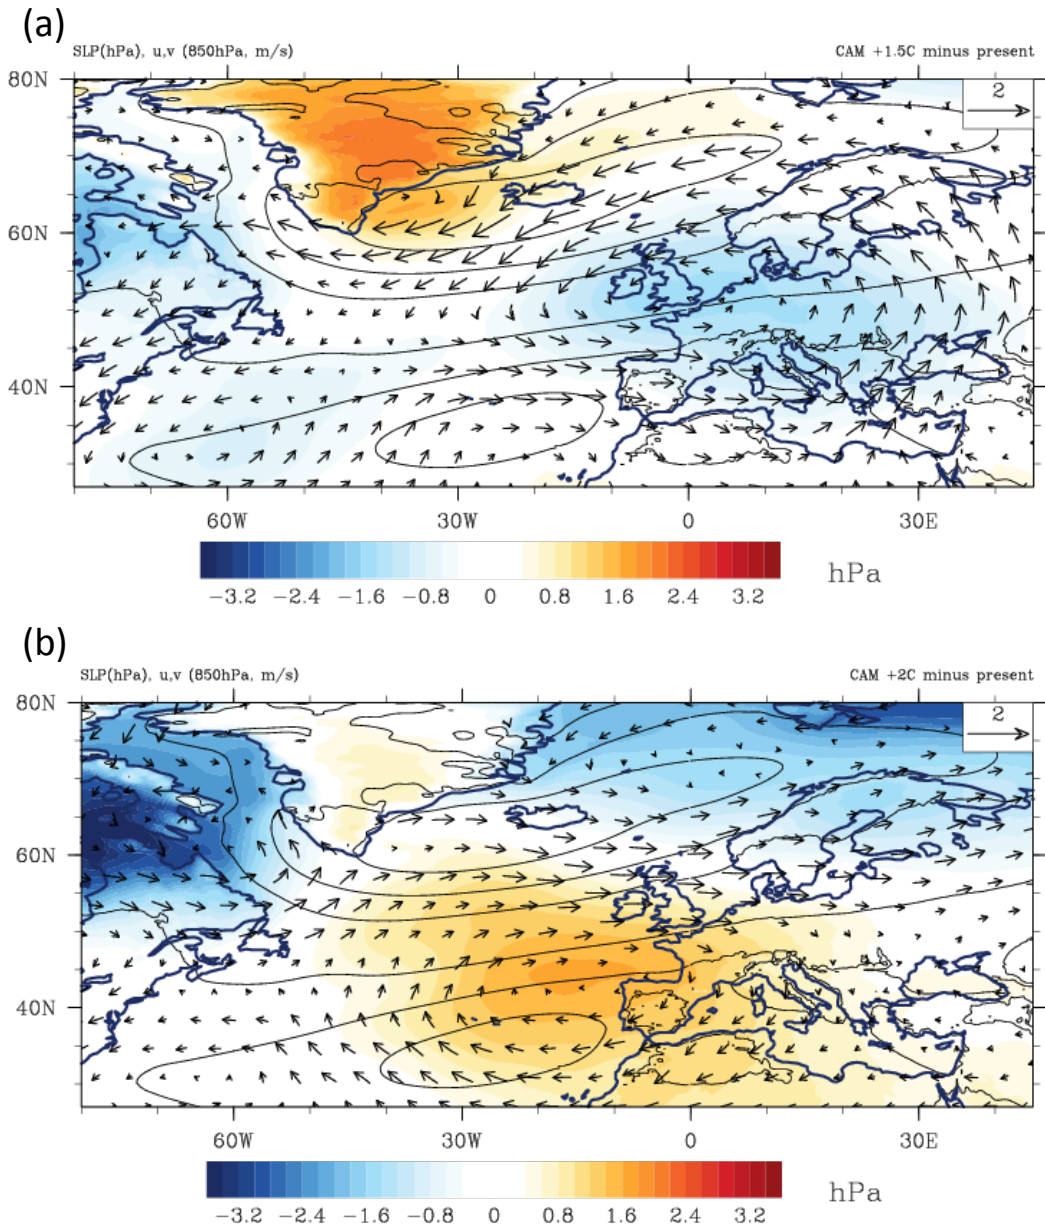 (a)
SLP(hPa), u,v (850hPa, m/s) CAM +1.5C minus present
80N
2
60N
40N
60W 30W 0 30E
−3.2 −2.4 −1.6 −0.8 0 0.8 1.6 2.4 3.2
hPa
(b)
SLP(hPa), u,v (850hPa, m/s) CAM +2C minus present
80N
2
60N
40N
60W 30W 0 30E
−3.2 −2.4 −1.6 −0.8 0 0.8 1.6 2.4 3.2
hPa